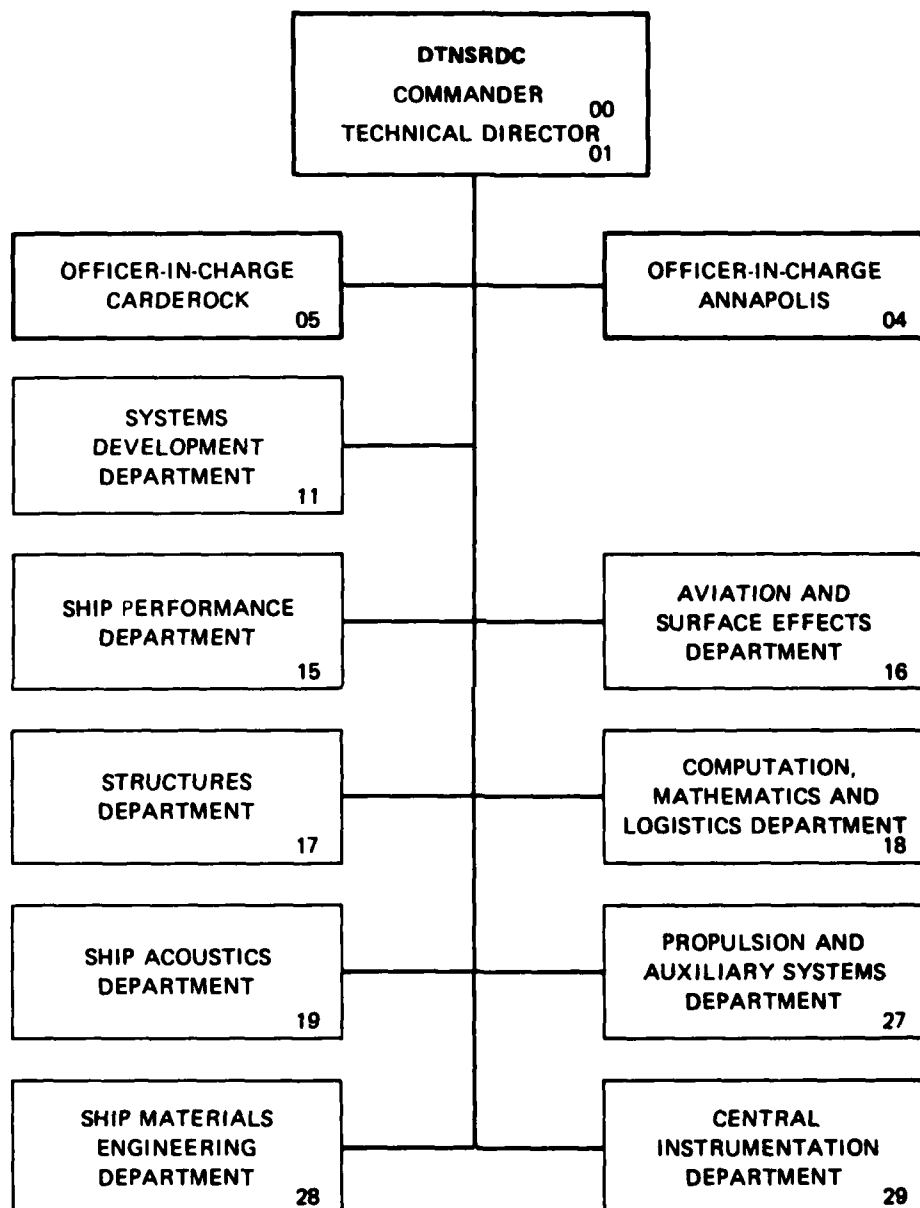 DTNSRDC
COMMANDER
00
TECHNICAL DIRECTOR
01
OFFICER-IN-CHARGE
CARDEROCK
05
OFFICER-IN-CHARGE
ANNAPOLIS
04
SYSTEMS
DEVELOPMENT
DEPARTMENT
11
SHIP PERFORMANCE
DEPARTMENT
15
AVIATION AND
SURFACE EFFECTS
DEPARTMENT
16
STRUCTURES
DEPARTMENT
17
COMPUTATION,
MATHEMATICS AND
LOGISTICS DEPARTMENT
18
SHIP ACOUSTICS
DEPARTMENT
19
PROPULSION AND
AUXILIARY SYSTEMS
DEPARTMENT
27
SHIP MATERIALS
ENGINEERING
DEPARTMENT
28
CENTRAL
INSTRUMENTATION
DEPARTMENT
29